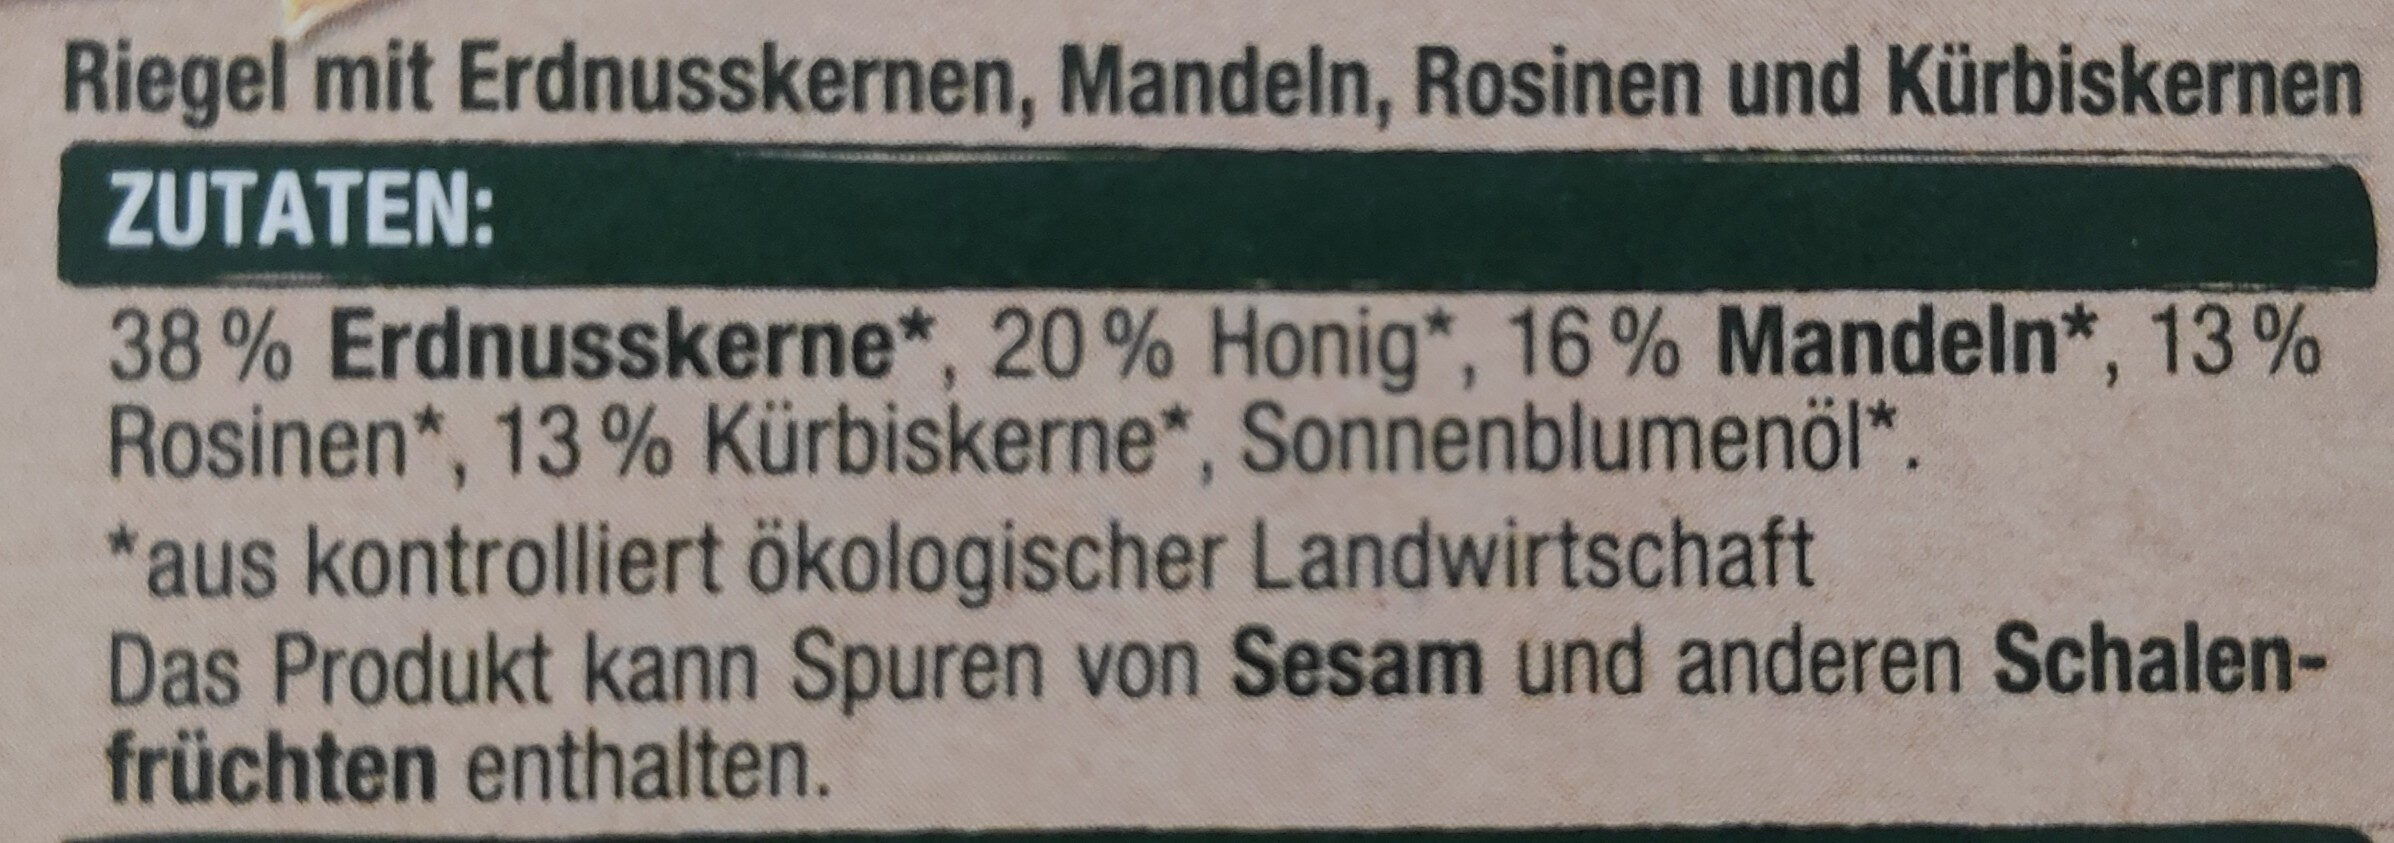 Riegel mit Erdnusskernen, Mandeln, Rosinen und Kürbiskernen
ZUTATEN:
38 % Erdnusskerne*, 20 % Honig*, 16 % Mandeln*, 13 %
Rosinen*, 13 % Kürbiskerne*, Sonnenblumenöl*.
*aus kontrolliert ökologischer Landwirtschaft
Das Produkt kann Spuren von Sesam und anderen Schalen-
früchten enthalten.